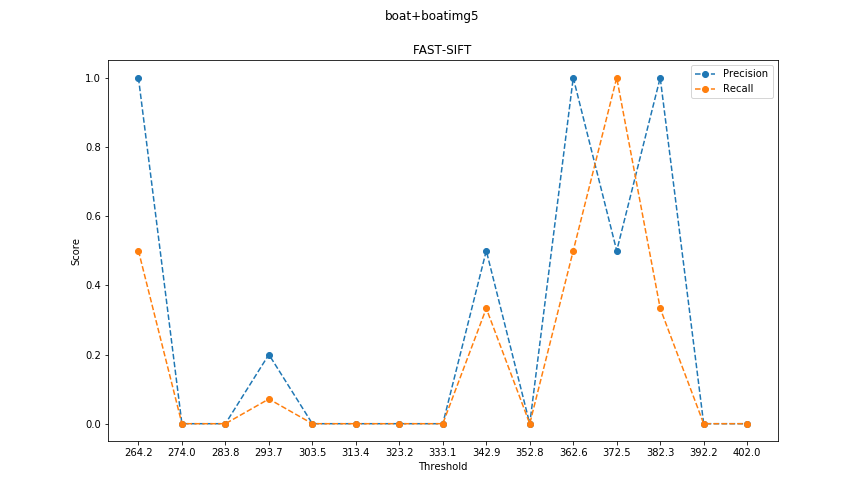 boat+boatimg5
FAST-SIFT
Precision
Recall
1.0
0.8
0.6
0.4
0.2
0.0
Score
264.2 274.0 283.8 293.7 303.5 313.4 323.2 333.1 342.9 352.8 362.6 372.5 382.3 392.2 402.0
Threshold